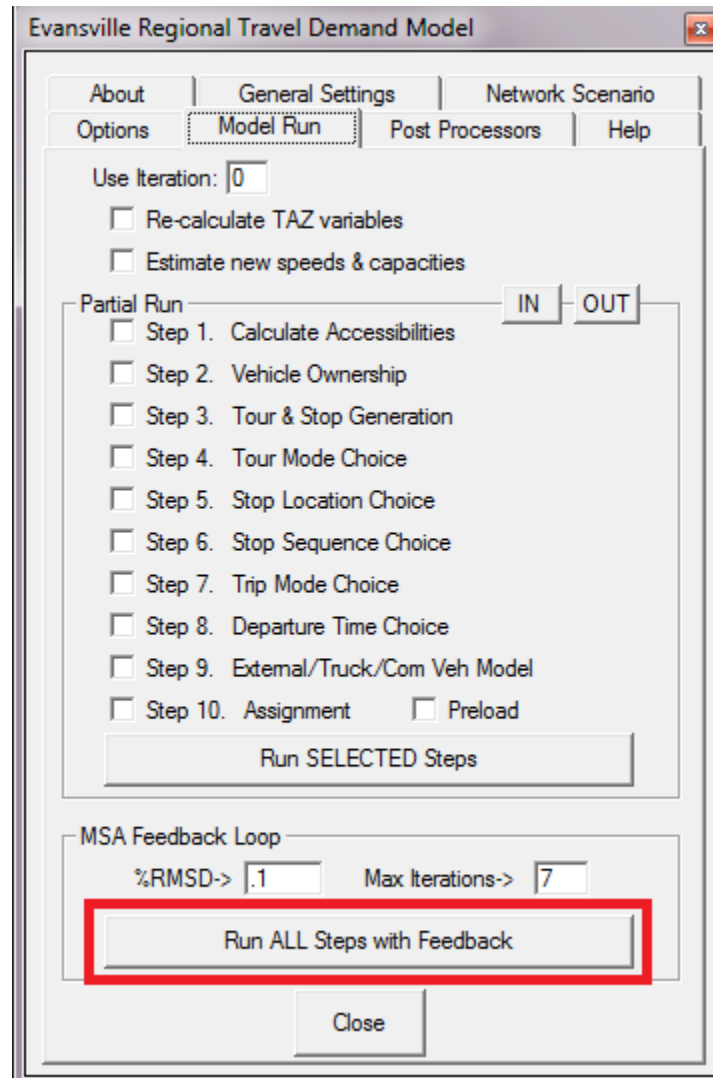 Evansville Regional Travel Demand Model
About General Settings Network Scenario
Options Model Run Post Processors Help
Use Iteration: 0
Re-calculate TAZ variables
Estimate new speeds & capacities
Partial Run IN OUT
Step 1. Calculate Accessibilities
Step 2. Vehicle Ownership
Step 3. Tour & Stop Generation
Step 4. Tour Mode Choice
Step 5. Stop Location Choice
Step 6. Stop Sequence Choice
Step 7. Trip Mode Choice
Step 8. Departure Time Choice
Step 9. External/Truck/Com Veh Model
Step 10. Assignment Preload
Run SELECTED Steps
MSA Feedback Loop
%RMSD-> .1 Max Iterations-> 7
Run ALL Steps with Feedback
Close